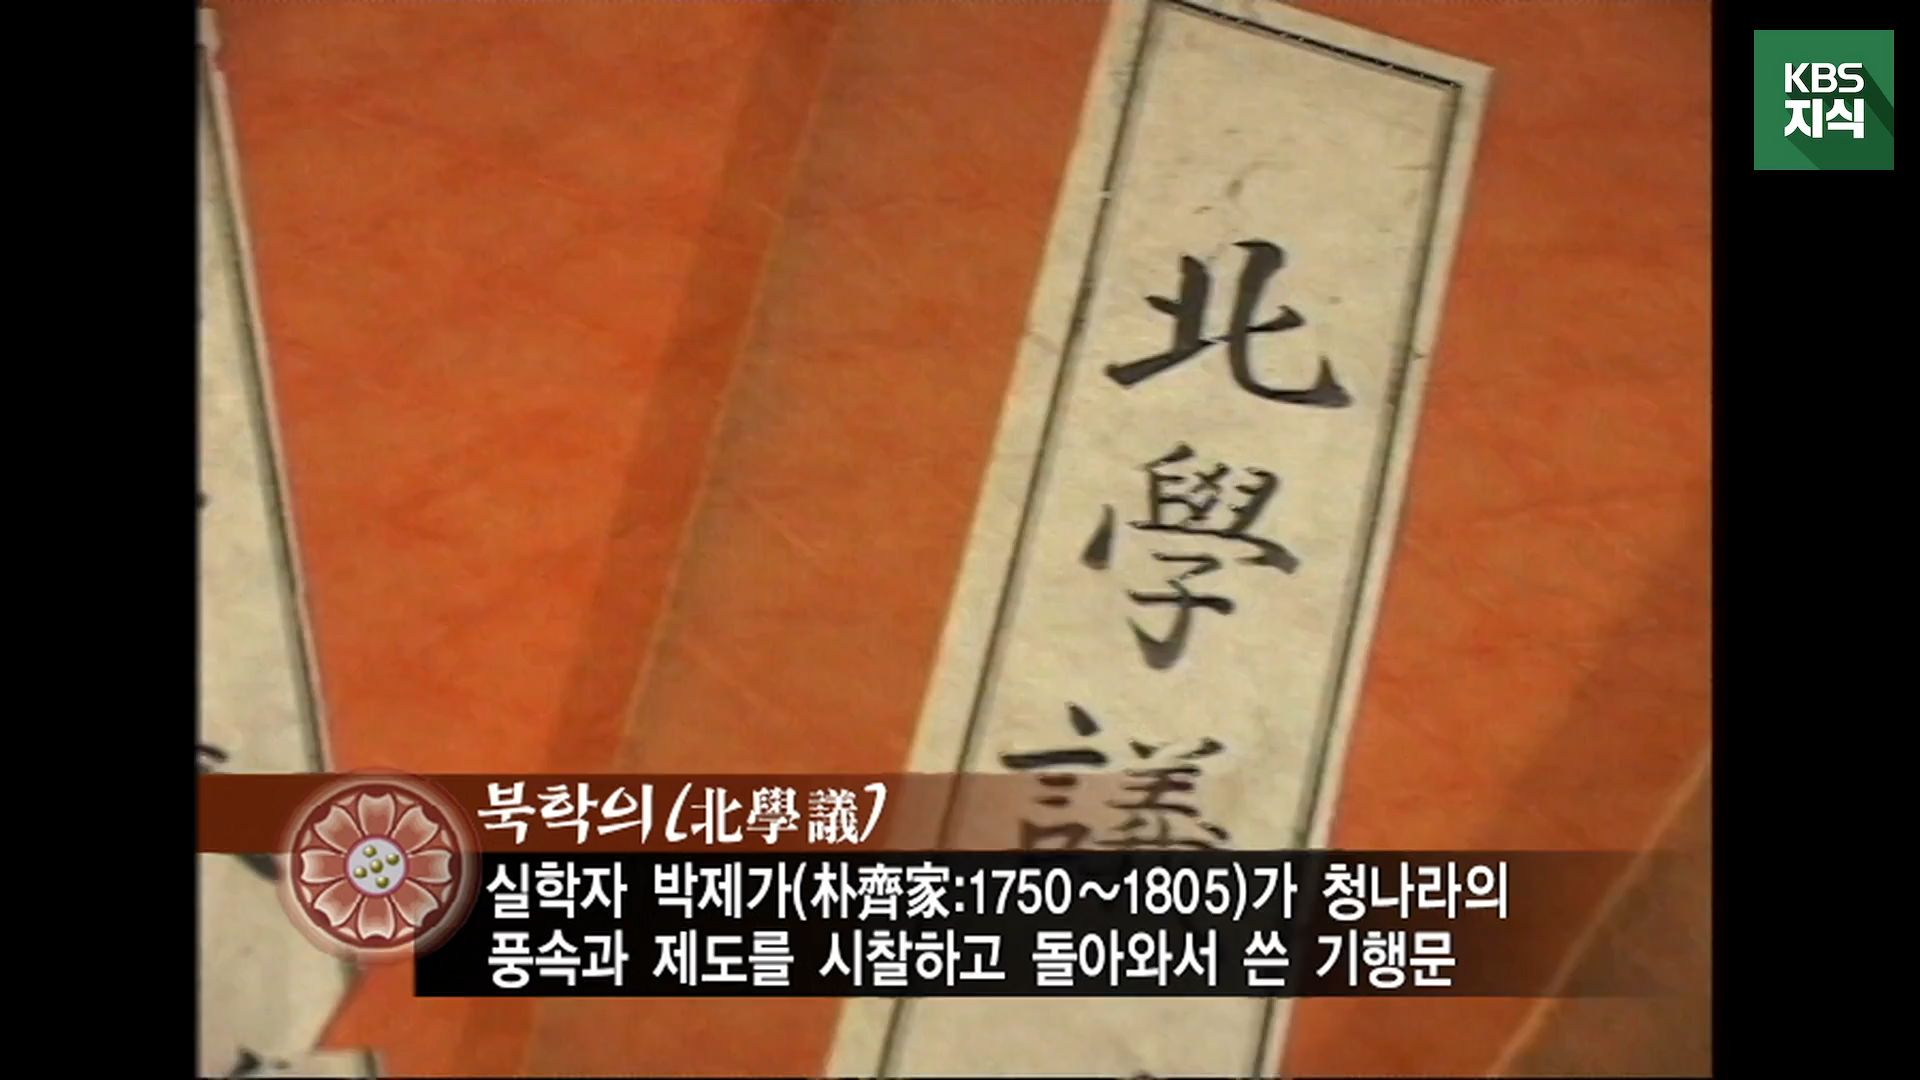 KBS
지식
北
學
議
북학의(北學議)
실학자 박제가(朴齊家:1750~1805)가 청나라의
풍속과 제도를 시찰하고 돌아와서 쓴 기행문